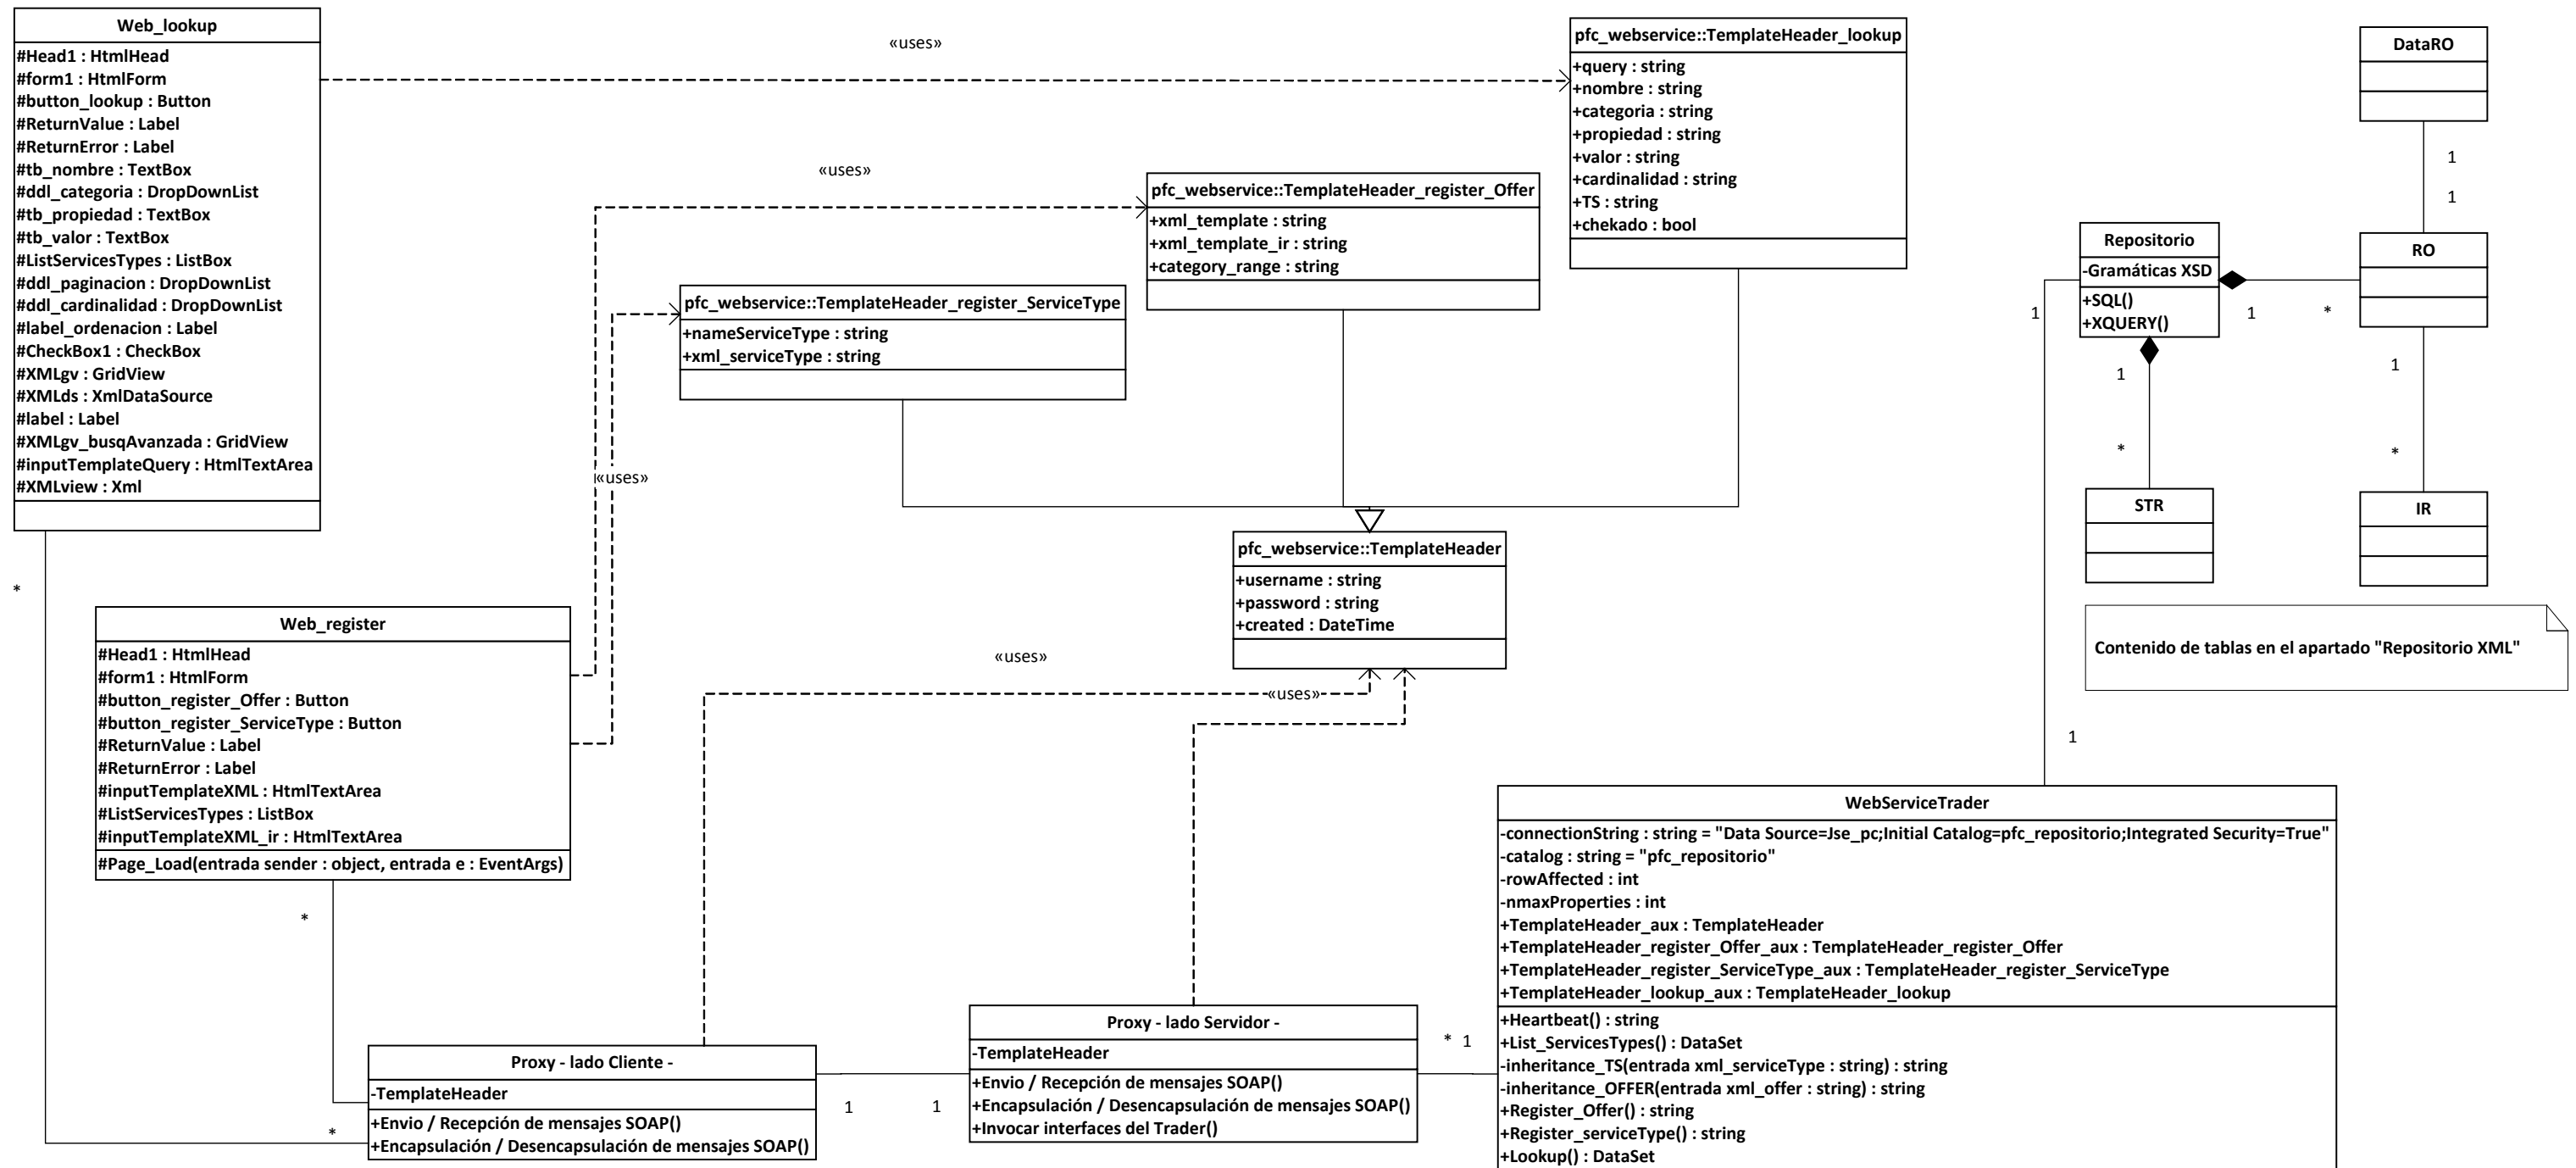 Web_lookup
#Head1 : HtmlHead
#form1 : HtmlForm
#button_lookup : Button
#ReturnValue : Label
#ReturnError : Label
#tb_nombre : TextBox
#ddl_categoria : DropDownList
#tb_propiedad : TextBox
#tb_valor : TextBox
#ListServicesTypes : ListBox
#ddl_paginacion : DropDownList
#ddl_cardinalidad : DropDownList
#label_ordenacion : Label
#CheckBox1 : CheckBox
#XMLgv : GridView
#XMLds : XmlDataSource
#label : Label
#XMLgv_busqAvanzada : GridView
#inputTemplateQuery : HtmlTextArea
#XMLview : Xml
«uses»
pfc_webservice::TemplateHeader_lookup
+query : string
+nombre : string
+categoria : string
+propiedad : string
+valor : string
+cardinalidad : string
+TS : string
+chekado : bool
«uses»
pfc_webservice::TemplateHeader_register_Offer
+xml_template : string
+xml_template_ir : string
+category_range : string
pfc_webservice::TemplateHeader_register_ServiceType
+nameServiceType : string
+xml_serviceType : string
«uses»
DataRO
1
1
Repositorio
-Gramáticas XSD
+SQL()
+XQUERY()
RO
1
1
*
1
1
*
*
STR
IR
pfc_webservice::TemplateHeader
+username : string
+password : string
+created : DateTime
Contenido de tablas en el apartado "Repositorio XML"
*
Web_register
#Head1 : HtmlHead
#form1 : HtmlForm
#button_register_Offer : Button
#button_register_ServiceType : Button
#ReturnValue : Label
#ReturnError : Label
#inputTemplateXML : HtmlTextArea
#ListServicesTypes : ListBox
#inputTemplateXML_ir : HtmlTextArea
#Page_Load(entrada sender : object, entrada e : EventArgs)
«uses»
«uses»
1
*
WebServiceTrader
-connectionString : string = "Data Source=Jse_pc;Initial Catalog=pfc_repositorio;Integrated Security=True"
-catalog : string = "pfc_repositorio"
-rowAffected : int
-nmaxProperties : int
+TemplateHeader_aux : TemplateHeader
+TemplateHeader_register_Offer_aux : TemplateHeader_register_Offer
+TemplateHeader_register_ServiceType_aux : TemplateHeader_register_ServiceType
+TemplateHeader_lookup_aux : TemplateHeader_lookup
+Heartbeat() : string
+List_ServicesTypes() : DataSet
-inheritance_TS(entrada xml_serviceType : string) : string
-inheritance_OFFER(entrada xml_offer : string) : string
+Register_Offer() : string
+Register_serviceType() : string
+Lookup() : DataSet
Proxy - lado Servidor -
-TemplateHeader
+Envio / Recepción de mensajes SOAP()
+Encapsulación / Desencapsulación de mensajes SOAP()
+Invocar interfaces del Trader()
* 1
Proxy - lado Cliente -
-TemplateHeader
+Envio / Recepción de mensajes SOAP()
+Encapsulación / Desencapsulación de mensajes SOAP()
1
1
*